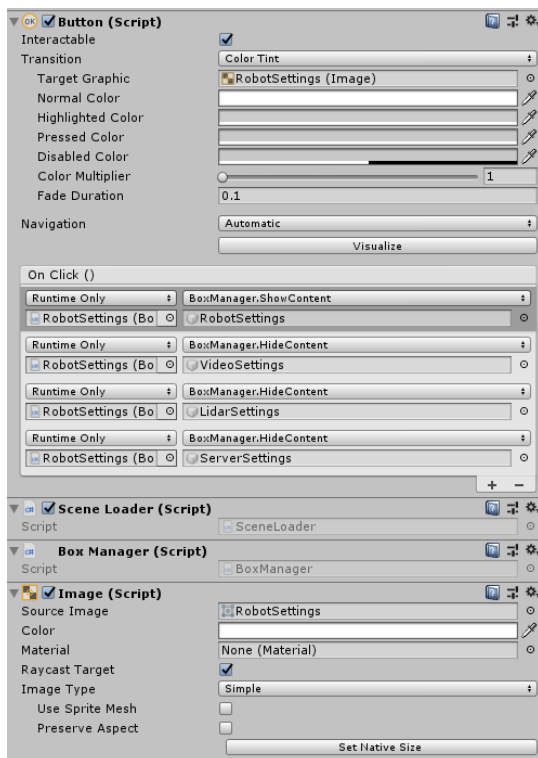 OK Button (Script)
Interactable
Transition Color Tint
Target Graphic RobotSettings (Image)
Normal Color
Highlighted Color
Pressed Color
Disabled Color
Color Multiplier 1
Fade Duration 0.1
Navigation Automatic
Visualize
On Click ()
Runtime Only BoxManager.ShowContent
RobotSettings (Bo RobotSettings
Runtime Only BoxManager.HideContent
RobotSettings (Bo VideoSettings
Runtime Only BoxManager.HideContent
RobotSettings (Bo LidarSettings
Runtime Only BoxManager.HideContent
RobotSettings (Bo ServerSettings
+ −
C# Scene Loader (Script)
Script SceneLoader
C# Box Manager (Script)
Script BoxManager
Image (Script)
Source Image RobotSettings
Color
Material None (Material)
Raycast Target
Image Type Simple
Use Sprite Mesh
Preserve Aspect
Set Native Size